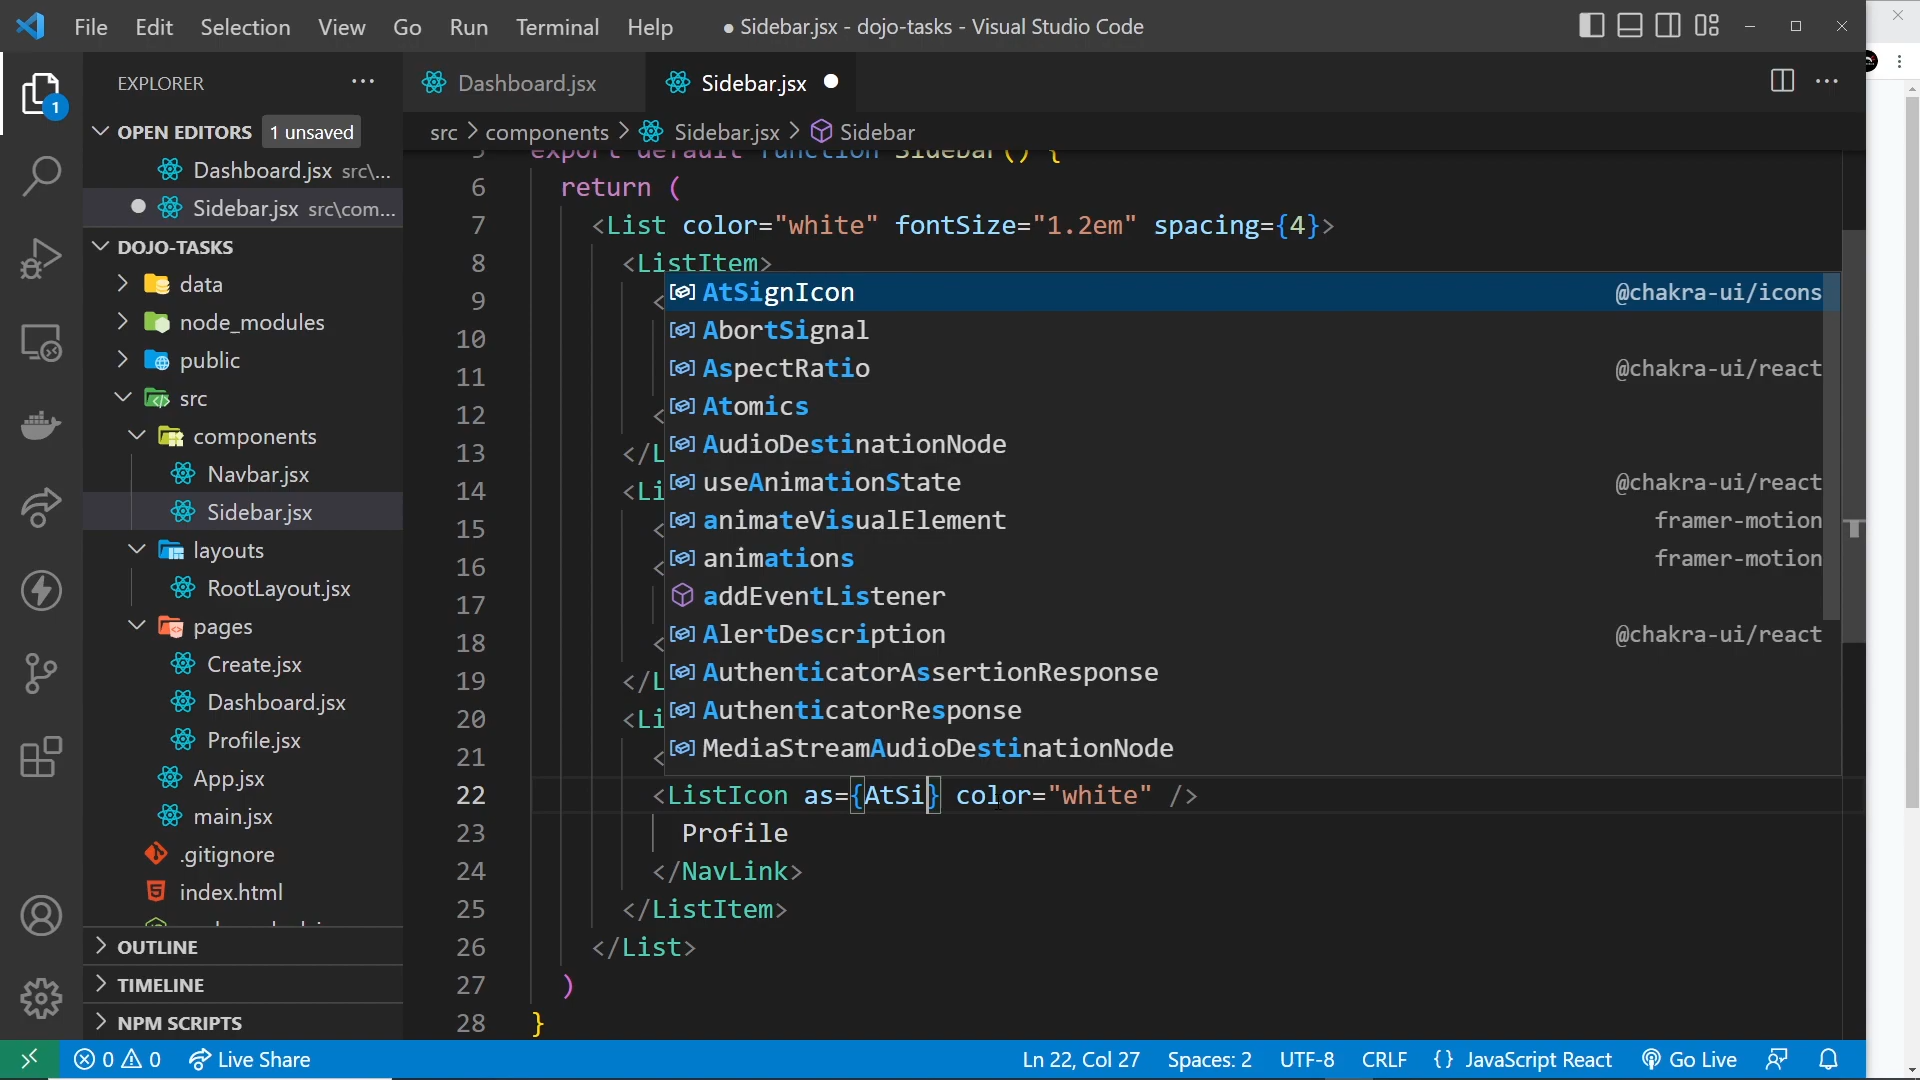 File Edit Selection View Go Run Terminal Help ● Sidebar.jsx - dojo-tasks - Visual Studio Code
EXPLORER ···
OPEN EDITORS 1 unsaved
Dashboard.jsx src\...
● Sidebar.jsx src\com...
DOJO-TASKS
data
node_modules
public
src
components
Navbar.jsx
Sidebar.jsx
layouts
RootLayout.jsx
pages
Create.jsx
Dashboard.jsx
Profile.jsx
App.jsx
main.jsx
.gitignore
index.html
OUTLINE
TIMELINE
NPM SCRIPTS
1
Dashboard.jsx Sidebar.jsx ●
src > components > Sidebar.jsx > Sidebar
5 export default function Sidebar() {
6 return (
7 <List color="white" fontSize="1.2em" spacing={4}>
8 <ListItem>
9 <
10
11
12 <
13 </L
14 <Li
15 <
16 <
17
18 <
19 </L
20 <Li
21 <
22 <ListIcon as={AtSi} color="white" />
23 Profile
24 </NavLink>
25 </ListItem>
26 </List>
27 )
28 }
AtSignIcon @chakra-ui/icons
AbortSignal
AspectRatio @chakra-ui/react
Atomics
AudioDestinationNode
useAnimationState @chakra-ui/react
animateVisualElement framer-motion
animations framer-motion
addEventListener
AlertDescription @chakra-ui/react
AuthenticatorAssertionResponse
AuthenticatorResponse
MediaStreamAudioDestinationNode
0 0 Live Share Ln 22, Col 27 Spaces: 2 UTF-8 CRLF {} JavaScript React Go Live